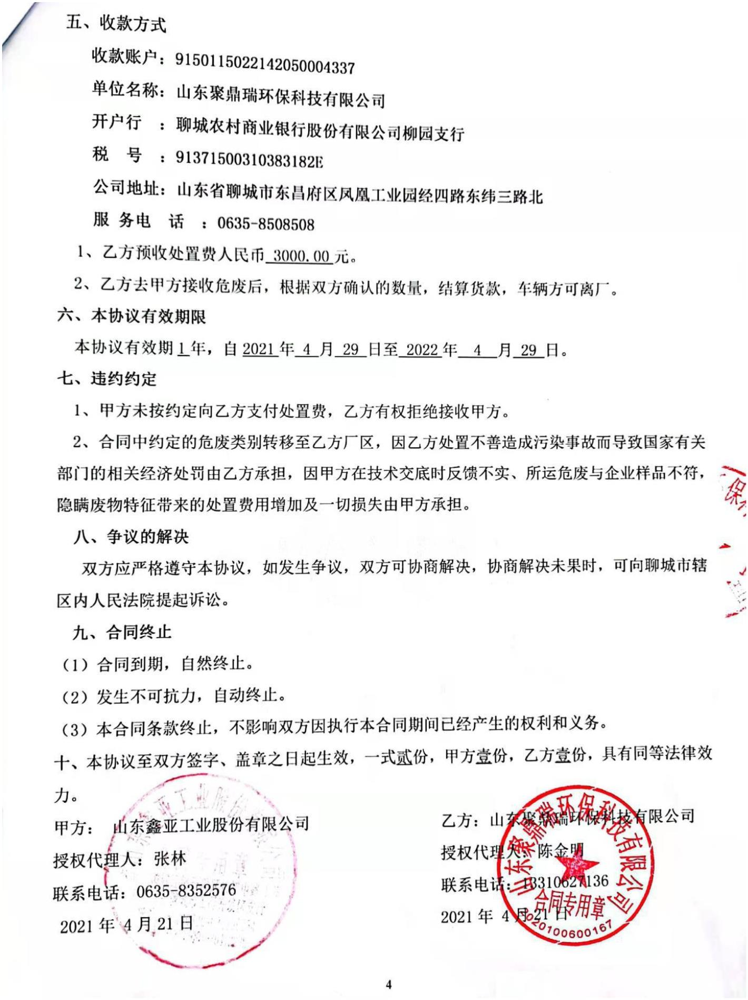 五、收款方式
收款账户：9150115022142050004337
单位名称：山东聚鼎瑞环保科技有限公司
开户行 ：聊城农村商业银行股份有限公司柳园支行
税 号 ：91371500310383182E
公司地址：山东省聊城市东昌府区凤凰工业园经四路东纬三路北
服 务电 话 ：0635-8508508
1、乙方预收处置费人民币 3000.00 元。
2、乙方去甲方接收危废后，根据双方确认的数量，结算货款，车辆方可离厂。
六、本协议有效期限
本协议有效期 1 年，自 2021 年 4 月 29 日至 2022 年 4 月 29 日。
七、违约约定
1、甲方未按约定向乙方支付处置费，乙方有权拒绝接收甲方。
2、合同中约定的危废类别转移至乙方厂区，因乙方处置不善造成污染事故而导致国家有关
部门的相关经济处罚由乙方承担，因甲方在技术交底时反馈不实、所运危废与企业样品不符，
隐瞒废物特征带来的处置费用增加及一切损失由甲方承担。
八、争议的解决
双方应严格遵守本协议，如发生争议，双方可协商解决，协商解决未果时，可向聊城市辖
区内人民法院提起诉讼。
九、合同终止
（1）合同到期，自然终止。
（2）发生不可抗力，自动终止。
（3）本合同条款终止，不影响双方因执行本合同期间已经产生的权利和义务。
十、本协议至双方签字、盖章之日起生效，一式贰份，甲方壹份，乙方壹份，具有同等法律效
力。
甲方： 山东鑫亚工业股份有限公司
授权代理人：张林
联系电话：0635-8352576
2021 年 4 月 21 日
乙方：山东聚鼎瑞环保科技有限公司
授权代理人：陈金明
联系电话：13310627136
2021 年 4 月 21 日
山东聚鼎瑞环保科技有限公司
合同专用章
保科
4